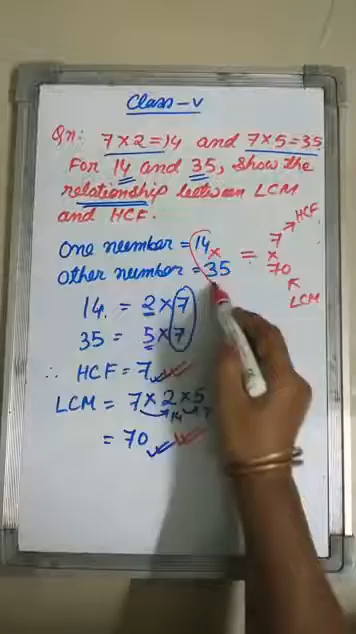 Class-V
Qn: 7×2=14 and 7×5=35
For 14 and 35, Show the
relationship between LCM
and HCF.
One number = 14
Other number = 35
× = 7 → HCF
×
70
LCM
14 = 2×7
35 = 5×7
∴ HCF = 7
LCM = 7×2×5
14
= 70